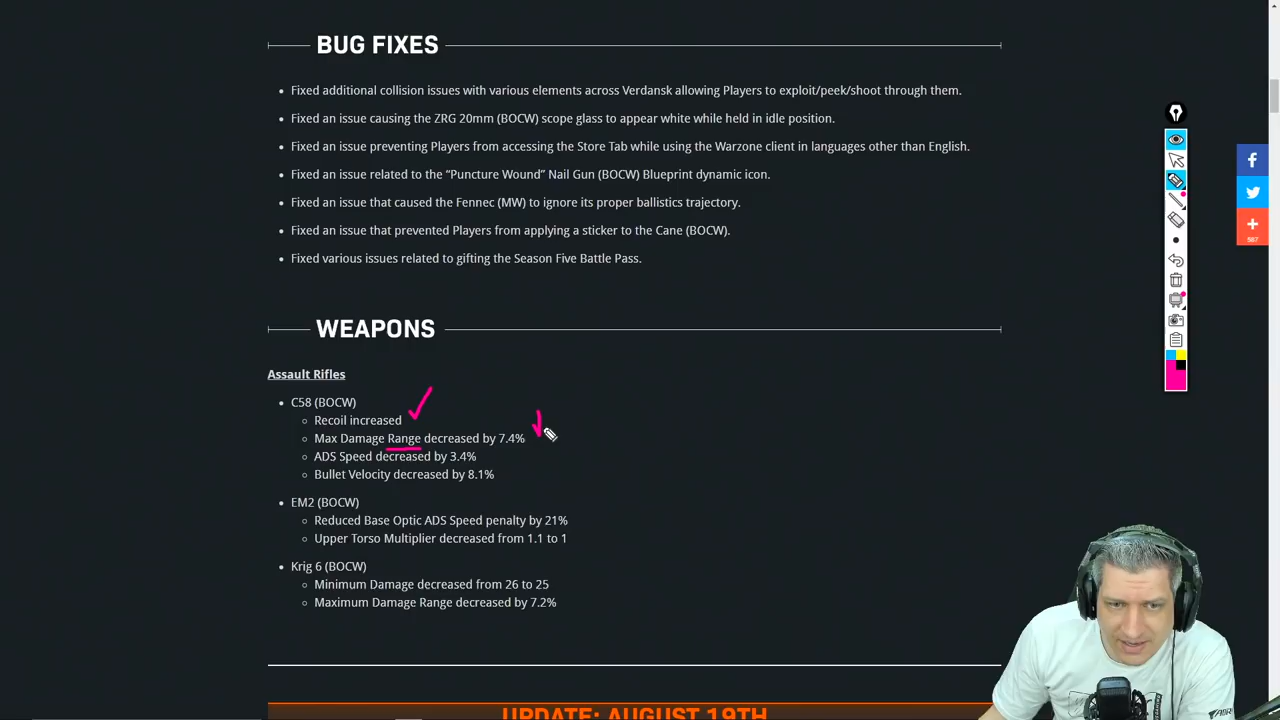 BUG FIXES
Fixed additional collision issues with various elements across Verdansk allowing Players to exploit/peek/shoot through them.
Fixed an issue causing the ZRG 20mm (BOCW) scope glass to appear white while held in idle position.
Fixed an issue preventing Players from accessing the Store Tab while using the Warzone client in languages other than English.
Fixed an issue related to the “Puncture Wound” Nail Gun (BOCW) Blueprint dynamic icon.
Fixed an issue that caused the Fennec (MW) to ignore its proper ballistics trajectory.
Fixed an issue that prevented Players from applying a sticker to the Cane (BOCW).
Fixed various issues related to gifting the Season Five Battle Pass.
WEAPONS
Assault Rifles
C58 (BOCW)
Recoil increased
Max Damage Range decreased by 7.4%
ADS Speed decreased by 3.4%
Bullet Velocity decreased by 8.1%
EM2 (BOCW)
Reduced Base Optic ADS Speed penalty by 21%
Upper Torso Multiplier decreased from 1.1 to 1
Krig 6 (BOCW)
Minimum Damage decreased from 26 to 25
Maximum Damage Range decreased by 7.2%
UPDATE: AUGUST 19TH